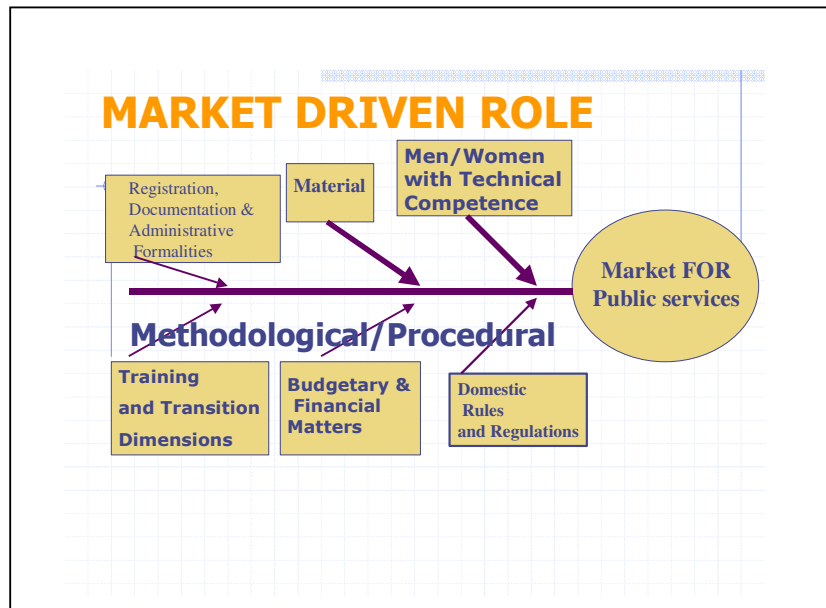 MARKET DRIVEN ROLE
Registration,
Documentation &
Administrative
Formalities
Material
Men/Women
with Technical
Competence
Market FOR
Public services
Methodological/Procedural
Training
and Transition
Dimensions
Budgetary &
Financial
Matters
Domestic
Rules
and Regulations